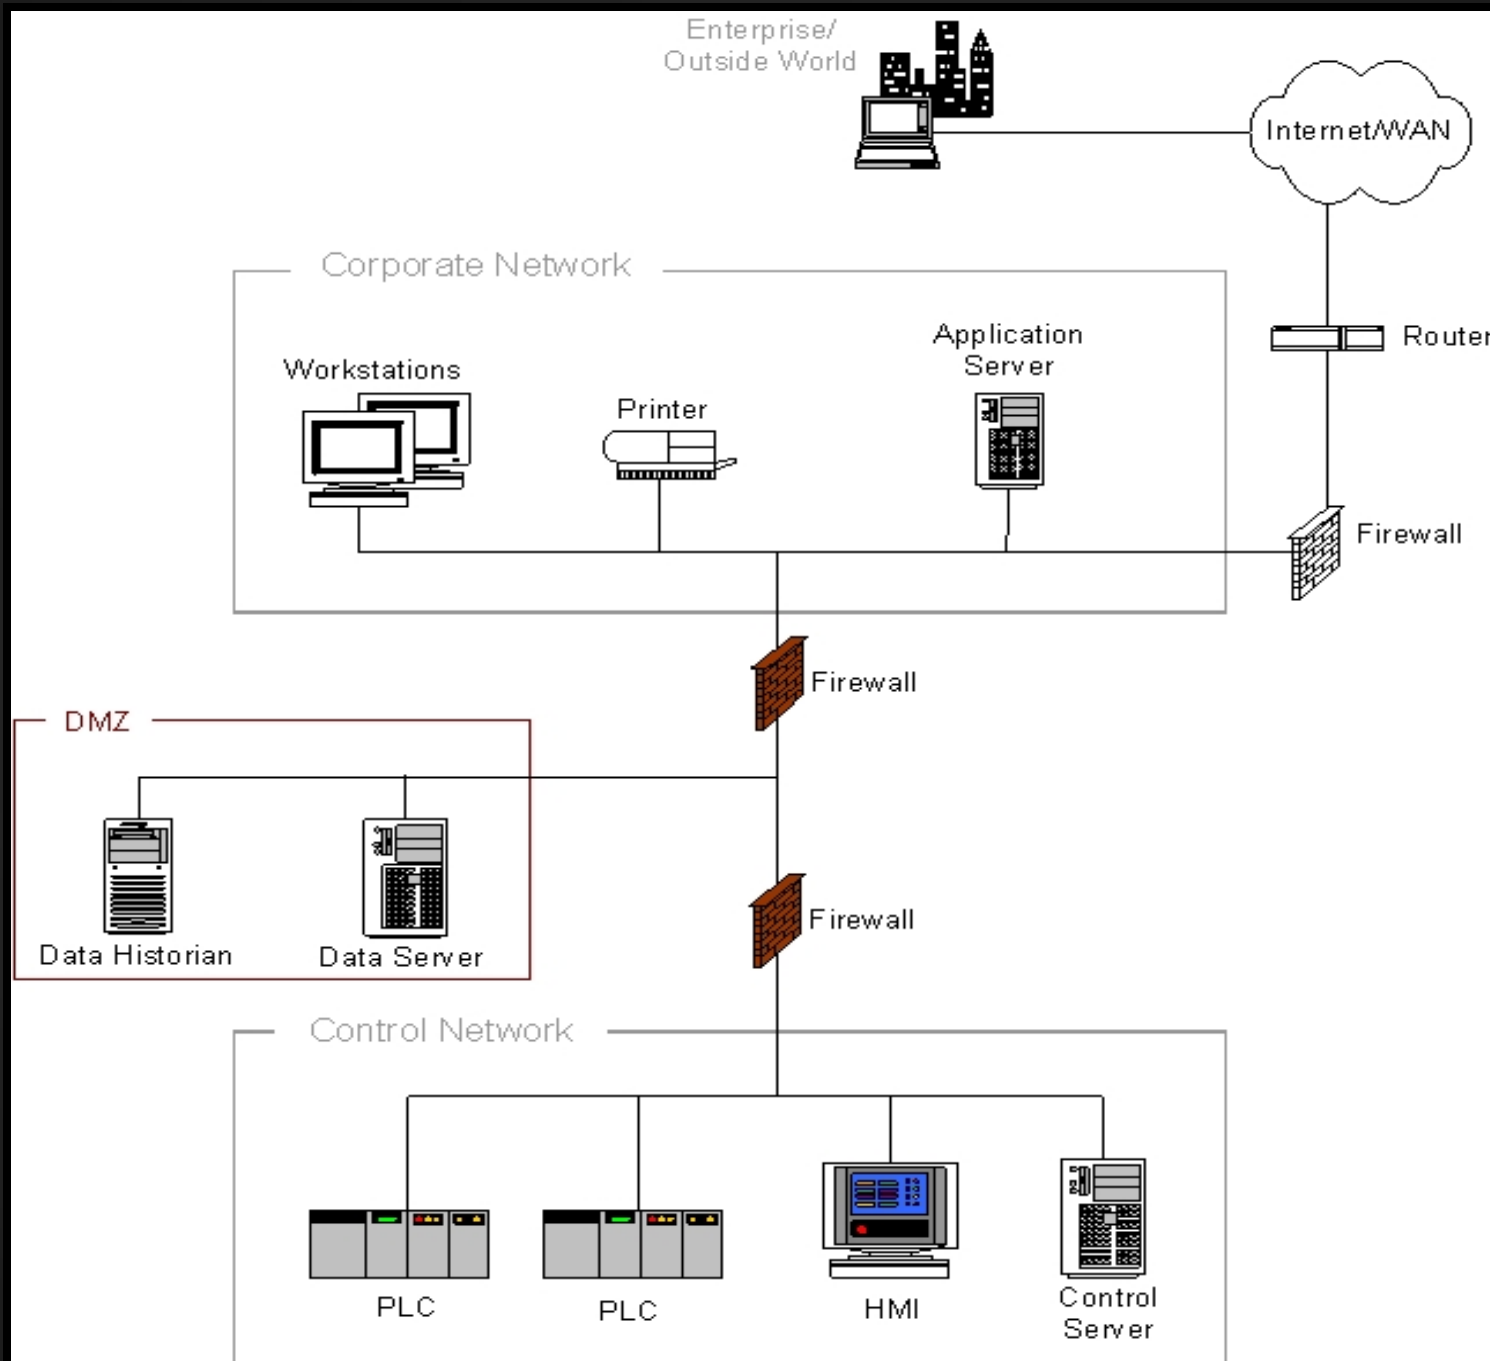 Enterprise/
Outside World
Internet/WAN
Corporate Network
Router
Application
Server
Workstations
Printer
Firewall
Firewall
DMZ
Firewall
Data Historian
Data Server
Control Network
PLC
PLC
HMI
Control
Server